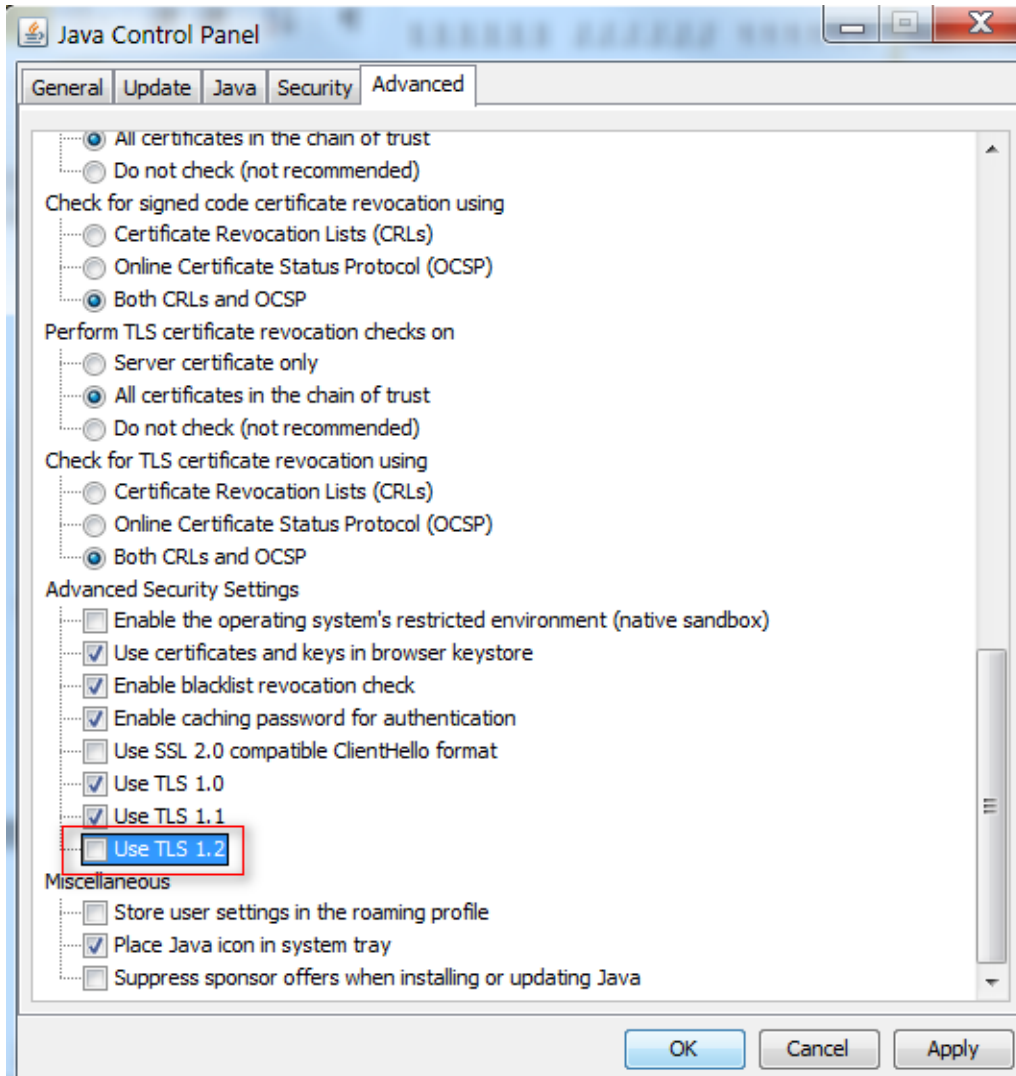 Java Control Panel
General Update Java Security Advanced
All certificates in the chain of trust
Do not check (not recommended)
Check for signed code certificate revocation using
Certificate Revocation Lists (CRLs)
Online Certificate Status Protocol (OCSP)
Both CRLs and OCSP
Perform TLS certificate revocation checks on
Server certificate only
All certificates in the chain of trust
Do not check (not recommended)
Check for TLS certificate revocation using
Certificate Revocation Lists (CRLs)
Online Certificate Status Protocol (OCSP)
Both CRLs and OCSP
Advanced Security Settings
Enable the operating system's restricted environment (native sandbox)
Use certificates and keys in browser keystore
Enable blacklist revocation check
Enable caching password for authentication
Use SSL 2.0 compatible ClientHello format
Use TLS 1.0
Use TLS 1.1
Use TLS 1.2
Miscellaneous
Store user settings in the roaming profile
Place Java icon in system tray
Suppress sponsor offers when installing or updating Java
OK Cancel Apply